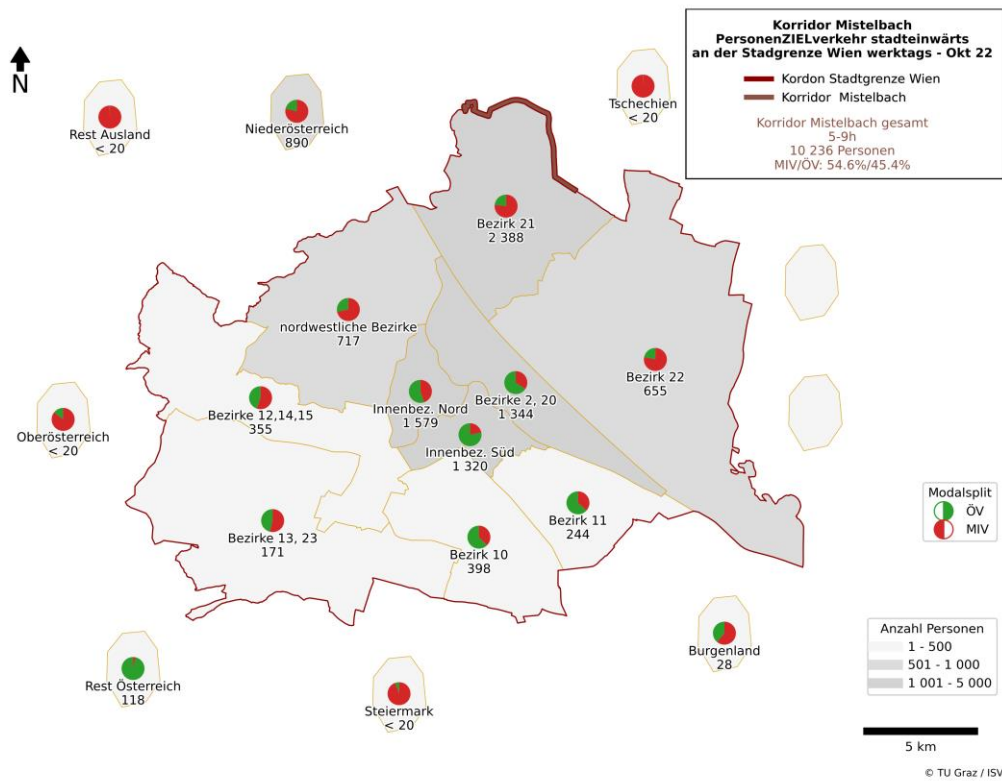 Korridor Mistelbach
PersonenZIELverkehr stadteinwärts
an der Stadgrenze Wien werktags - Okt 22
Kordon Stadtgrenze Wien
Korridor Mistelbach
Korridor Mistelbach gesamt
5-9h
10 236 Personen
MIV/ÖV: 54.6%/45.4%
N
Rest Ausland
< 20
Niederösterreich
890
Tschechien
< 20
Bezirk 21
2 388
nordwestliche Bezirke
717
Bezirk 22
655
Bezirke 12,14,15
355
Innenbez. Nord
1 579
Bezirke 2, 20
1 344
Oberösterreich
< 20
Innenbez. Süd
1 320
Bezirk 11
244
Bezirke 13, 23
171
Bezirk 10
398
Modalsplit
ÖV
MIV
Burgenland
28
Rest Österreich
118
Steiermark
< 20
Anzahl Personen
1 - 500
501 - 1 000
1 001 - 5 000
5 km
© TU Graz / ISV